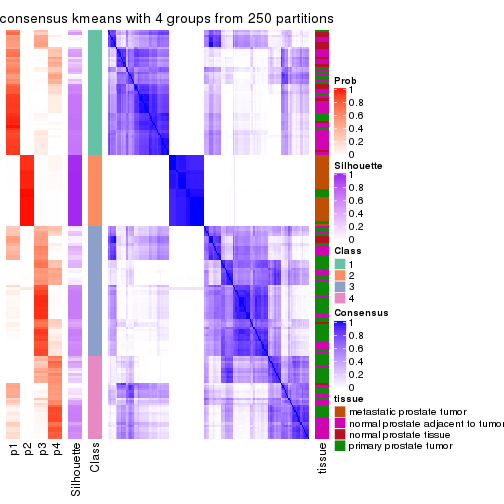 consensus kmeans with 4 groups from 250 partitions
Prob
1
0.8
0.6
0.4
0.2
0
Silhouette
1
0.8
0.6
0.4
0.2
0
Class
1
2
3
4
Consensus
1
0.8
0.6
0.4
0.2
0
tissue
metastatic prostate tumor
normal prostate adjacent to tumor
normal prostate tissue
primary prostate tumor
p1
p2
p3
p4
Silhouette
Class
tissue